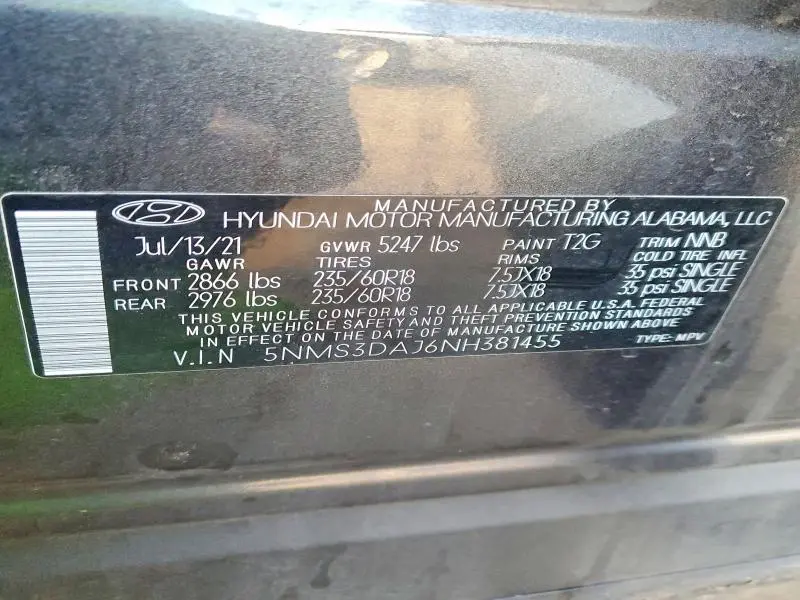 MANUFACTURED BY
HYUNDAI MOTOR MANUFACTURING ALABAMA, LLC
Jul/13/21 GVWR 5247 lbs PAINT T2G TRIM NNB
GAWR TIRES RIMS COLD TIRE INFL
FRONT 2866 lbs 235/60R18 7.5JX18 35 psi SINGLE
REAR 2976 lbs 235/60R18 7.5JX18 35 psi SINGLE
THIS VEHICLE CONFORMS TO ALL APPLICABLE U.S.A. FEDERAL
MOTOR VEHICLE SAFETY AND THEFT PREVENTION STANDARDS
IN EFFECT ON THE DATE OF MANUFACTURE SHOWN ABOVE
V.I.N 5NMS3DAJ6NH381455 TYPE: MPV